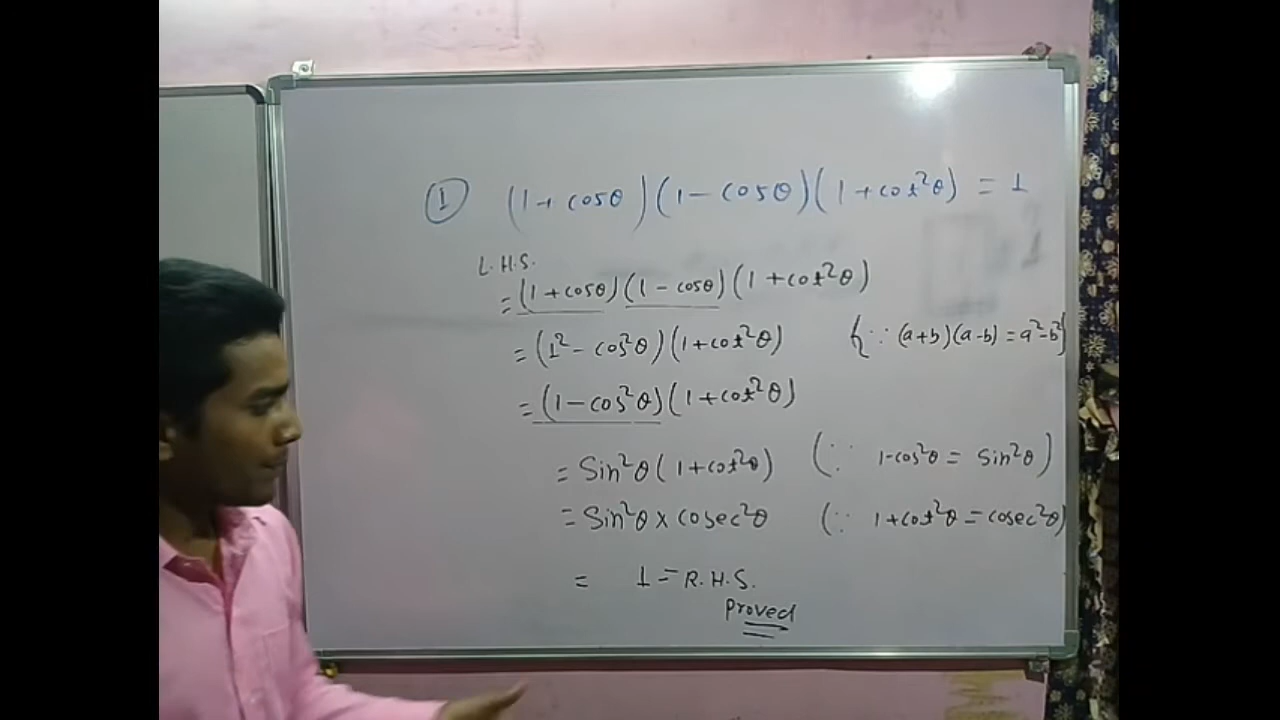 ① (1+cosθ)(1-cosθ)(1+cot²θ) = 1
L.H.S.
= (1+cosθ)(1-cosθ)(1+cot²θ)
= (1²-cos²θ)(1+cot²θ) {∵ (a+b)(a-b)=a²-b²}
= (1-cos²θ)(1+cot²θ)
= Sin²θ(1+cot²θ) (∵ 1-cos²θ = Sin²θ)
= Sin²θ×cosec²θ (∵ 1+cot²θ=cosec²θ)
= 1 = R.H.S.
Proved